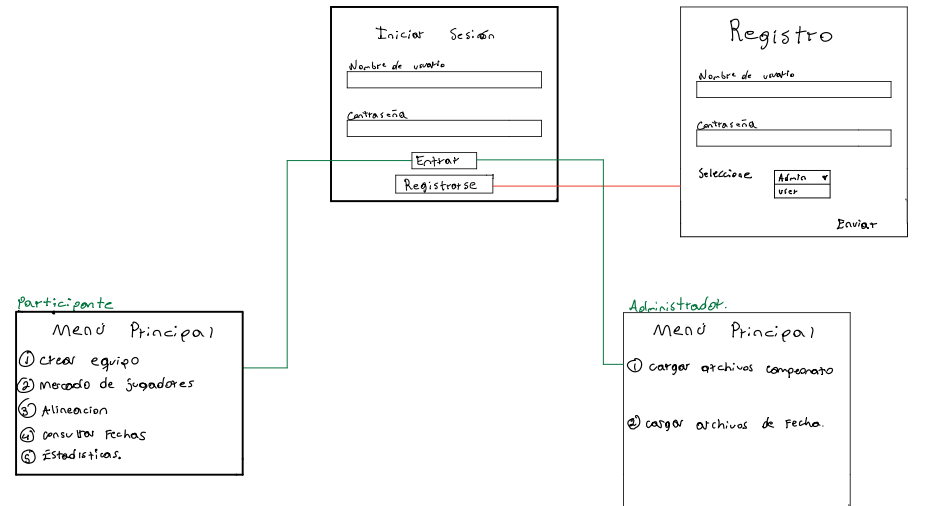 Iniciar Sesión
Nombre de usuario
Contraseña
Entrar
Registrarse
Registro
Nombre de usuario
Contraseña
Seleccione
Admin
user
Enviar
Participante
Menú Principal
① Crear equipo
② Mercado de jugadores
③ Alineacion
④ Consultar Fechas
⑤ Estadisticas.
Administrador.
Menú Principal
① cargar archivos campeonato
② cargar archivos de Fecha.